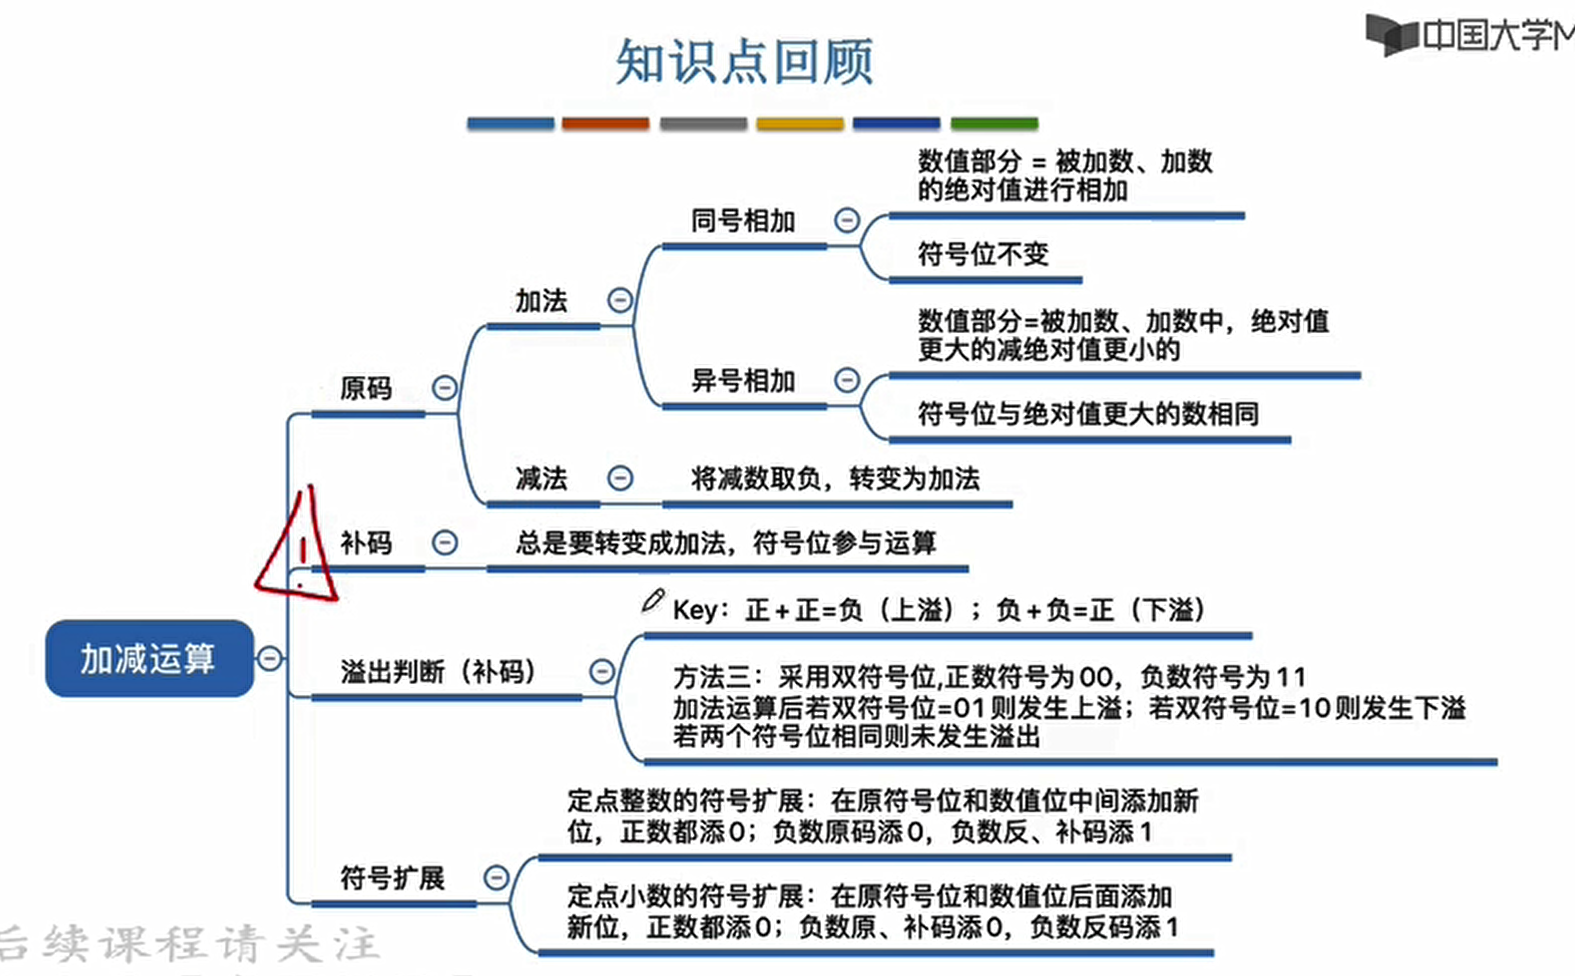 知识点回顾
中国大学M
数值部分 = 被加数、加数
的绝对值进行相加
同号相加
符号位不变
加法
数值部分=被加数、加数中，绝对值
更大的减绝对值更小的
异号相加
原码
符号位与绝对值更大的数相同
减法
将减数取负，转变为加法
补码
总是要转变成加法，符号位参与运算
Key：正+正=负（上溢）；负+负=正（下溢）
加减运算
溢出判断（补码）
方法三：采用双符号位,正数符号为00，负数符号为11
加法运算后若双符号位=01则发生上溢；若双符号位=10则发生下溢
若两个符号位相同则未发生溢出
定点整数的符号扩展：在原符号位和数值位中间添加新
位，正数都添0；负数原码添0，负数反、补码添1
符号扩展
定点小数的符号扩展：在原符号位和数值位后面添加
新位，正数都添0；负数原、补码添0，负数反码添1
后续课程请关注